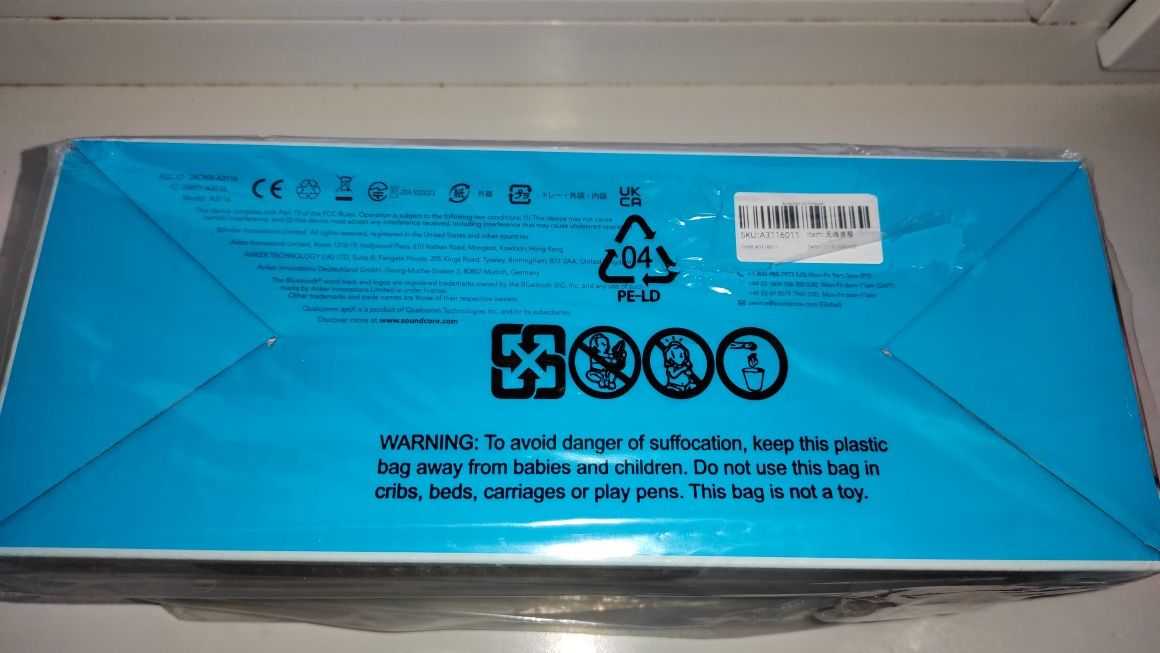 FCC ID: 2AOKB-A3116
IC: 23451-A3116
Model: A3116
CE
R 204-920023
外箱
プラ
トレー・外袋・内袋
UK
CA
This device complies with Part 15 of the FCC Rules. Operation is subject to the following two conditions: (1) This device may not cause
harmful interference, and (2) this device must accept any interference received, including interference that may cause undesired
©Anker Innovations Limited. All rights reserved, registered in the United States and other countries.
Anker Innovations Limited, Room 1318-19, Hollywood Plaza, 610 Nathan Road, Mongkok, Kowloon, Hong Kong
ANKER TECHNOLOGY (UK) LTD, Suite B, Fairgate House, 205 Kings Road, Tyseley, Birmingham, B11 2AA, United
Anker Innovations Deutschland GmbH, Georg-Muche-Strasse 3, 80807 Munich, Germany
The Bluetooth® word mark and logos are registered trademarks owned by the Bluetooth SIG, Inc. and any use of such
marks by Anker Innovations Limited is under license.
Other trademarks and trade names are those of their respective owners.
Qualcomm aptX is a product of Qualcomm Technologies Inc. and/or its subsidiaries.
Discover more at www.soundcore.com
SKU:A3116011 Item:无线音箱
+1-800-988-7973 (US) Mon-Fri 9am-5pm (PT)
+44 (0) 1604 936 200 (UK) Mon-Fri 6am-11am (GMT)
+49 (0) 69 9579 7960 (DE) Mon-Fri 6am-11am
service@soundcore.com (Global)
04
PE-LD
WARNING: To avoid danger of suffocation, keep this plastic
bag away from babies and children. Do not use this bag in
cribs, beds, carriages or play pens. This bag is not a toy.